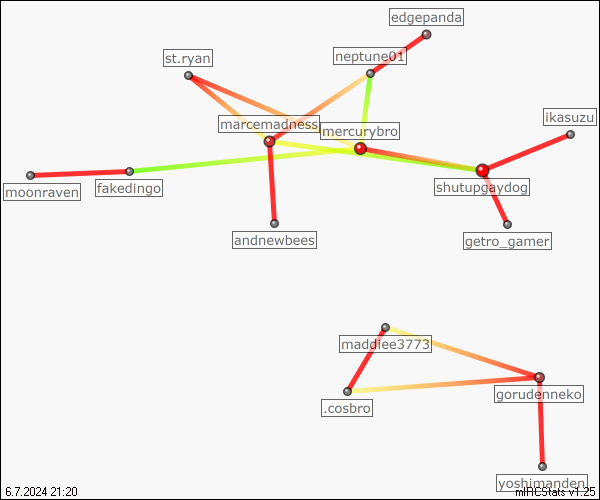 edgepanda
st.ryan
neptune01
ikasuzu
marcemadness
mercurybro
moonraven
fakedingo
shutupgaydog
andnewbees
getro_gamer
maddiee3773
gorudenneko
.cosbro
yoshimanden
6.7.2024 21:20
mIRCStats v1.25